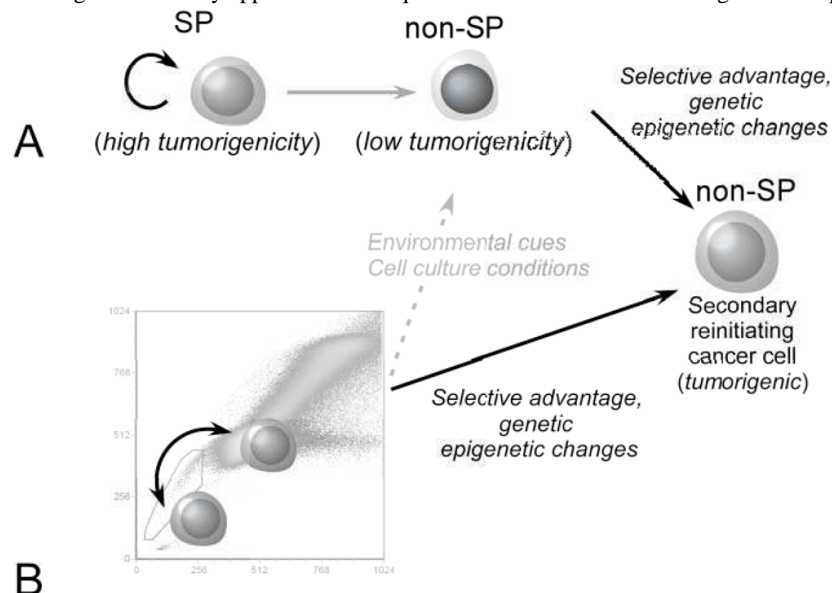 SP
non-SP
Selective advantage,
genetic
epigenetic changes
A
(high tumorigenicity)
(low tumorigenicity)
non-SP
Environmental cues
Cell culture conditions
Secondary
reinitiating
cancer cell
(tumorigenic)
Selective advantage,
genetic
epigenetic changes
1024
768
512
256
0
0 256 512 768 1024
B